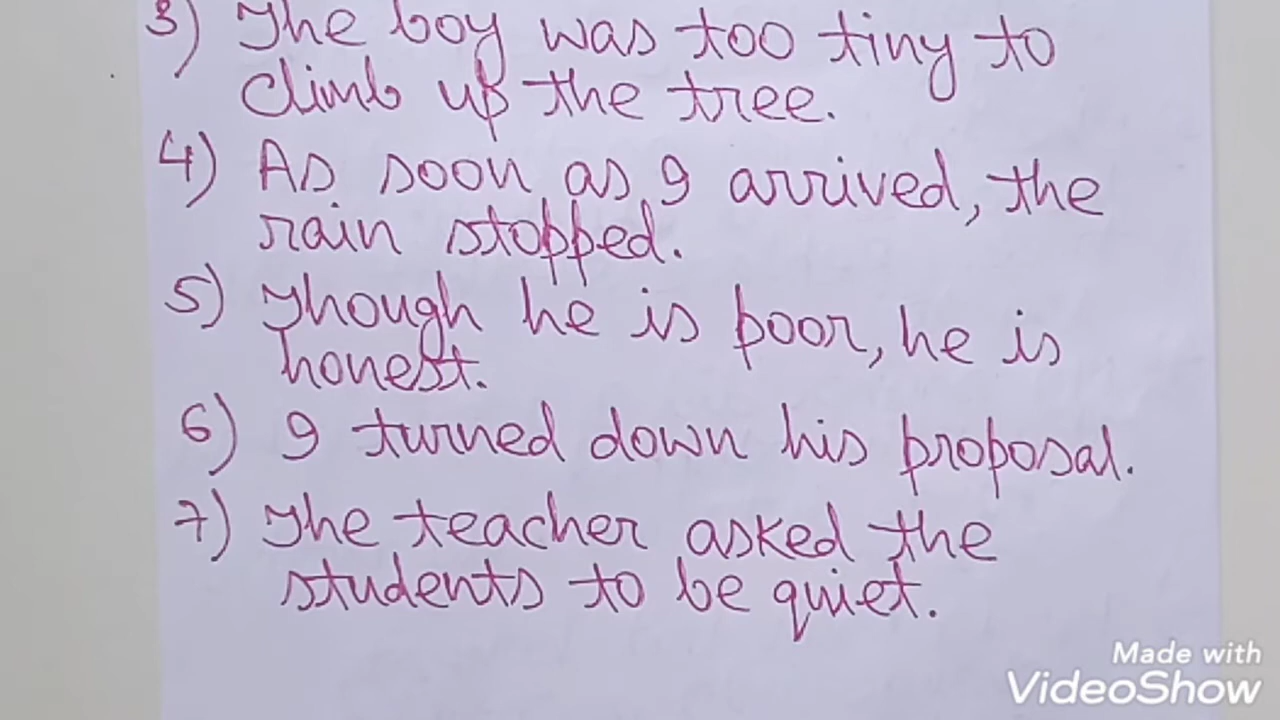 3) The boy was too tiny to
climb up the tree.
4) As soon as I arrived, the
rain stopped.
5) Though he is poor, he is
honest.
6) I turned down his proposal.
7) The teacher asked the
students to be quiet.
Made with
VideoShow